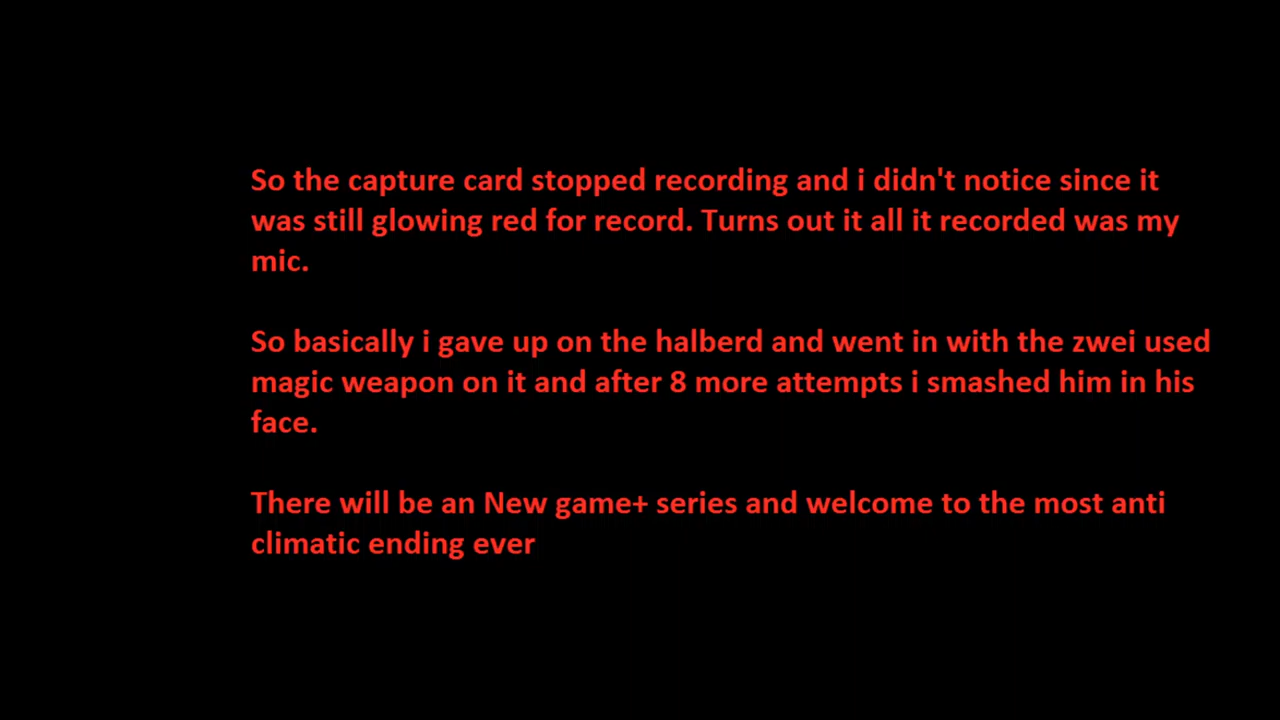 So the capture card stopped recording and i didn't notice since it
was still glowing red for record. Turns out it all it recorded was my
mic.
So basically i gave up on the halberd and went in with the zwei used
magic weapon on it and after 8 more attempts i smashed him in his
face.
There will be an New game+ series and welcome to the most anti
climatic ending ever